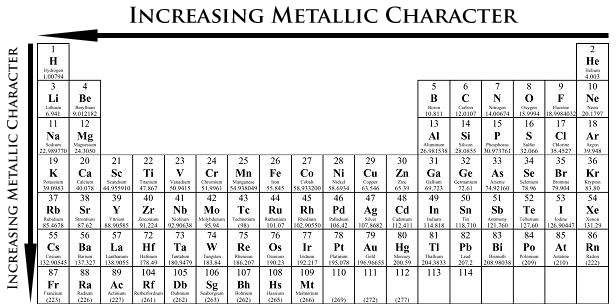 INCREASING METALLIC CHARACTER
INCREASING METALLIC CHARACTER
1 2
H He
Hydrogen Helium
1.00794 4.003
3 4 5 6 7 8 9 10
Li Be B C N O F Ne
Lithium Beryllium Boron Carbon Nitrogen Oxygen Fluorine Neon
6.941 9.012182 10.811 12.0107 14.00674 15.9994 18.9984032 20.1797
11 12 13 14 15 16 17 18
Na Mg Al Si P S Cl Ar
Sodium Magnesium Aluminum Silicon Phosphorus Sulfur Chlorine Argon
22.989770 24.3050 26.981538 28.0855 30.973761 32.066 35.4527 39.948
19 20 21 22 23 24 25 26 27 28 29 30 31 32 33 34 35 36
K Ca Sc Ti V Cr Mn Fe Co Ni Cu Zn Ga Ge As Se Br Kr
Potassium Calcium Scandium Titanium Vanadium Chromium Manganese Iron Cobalt Nickel Copper Zinc Gallium Germanium Arsenic Selenium Bromine Krypton
39.0983 40.078 44.955910 47.867 50.9415 51.9961 54.938049 55.845 58.933200 58.6934 63.546 65.39 69.723 72.61 74.92160 78.96 79.904 83.80
37 38 39 40 41 42 43 44 45 46 47 48 49 50 51 52 53 54
Rb Sr Y Zr Nb Mo Tc Ru Rh Pd Ag Cd In Sn Sb Te I Xe
Rubidium Strontium Yttrium Zirconium Niobium Molybdenum Technetium Ruthenium Rhodium Palladium Silver Cadmium Indium Tin Antimony Tellurium Iodine Xenon
85.4678 87.62 88.90585 91.224 92.90638 95.94 (98) 101.07 102.90550 106.42 107.8682 112.411 114.818 118.710 121.760 127.60 126.90447 131.29
55 56 57 72 73 74 75 76 77 78 79 80 81 82 83 84 85 86
Cs Ba La Hf Ta W Re Os Ir Pt Au Hg Tl Pb Bi Po At Rn
Cesium Barium Lanthanum Hafnium Tantalum Tungsten Rhenium Osmium Iridium Platinum Gold Mercury Thallium Lead Bismuth Polonium Astatine Radon
132.90545 137.327 138.9055 178.49 180.9479 183.84 186.207 190.23 192.217 195.078 196.96655 200.59 204.3833 207.2 208.98038 (209) (210) (222)
87 88 89 104 105 106 107 108 109 110 111 112 113 114
Fr Ra Ac Rf Db Sg Bh Hs Mt
Francium Radium Actinium Rutherfordium Dubnium Seaborgium Bohrium Hassium Meitnerium
(223) (226) (227) (261) (262) (263) (262) (265) (266) (269) (272) (277)